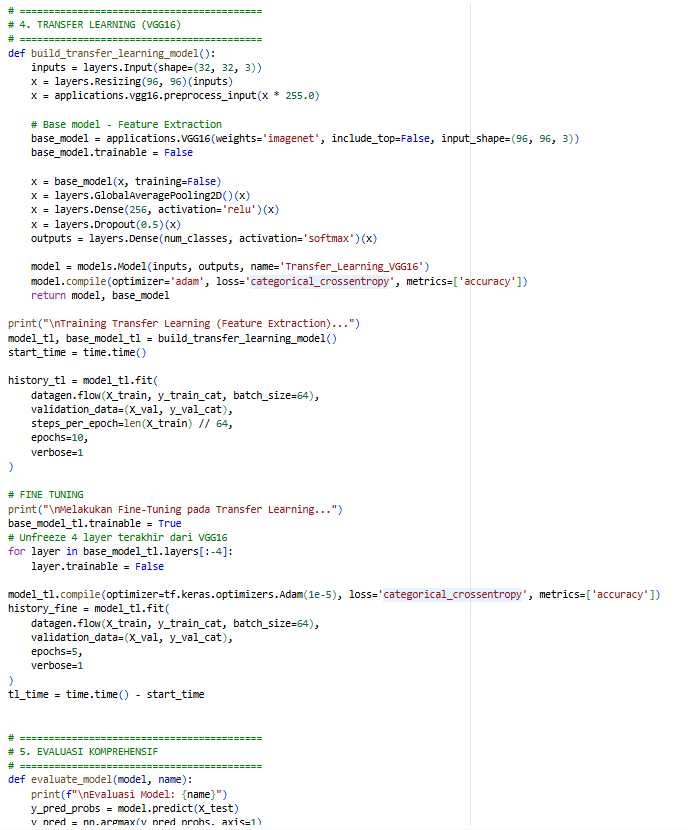 # ==========================================
# 4. TRANSFER LEARNING (VGG16)
# ==========================================
def build_transfer_learning_model():
    inputs = layers.Input(shape=(32, 32, 3))
    x = layers.Resizing(96, 96)(inputs)
    x = applications.vgg16.preprocess_input(x * 255.0)

    # Base model - Feature Extraction
    base_model = applications.VGG16(weights='imagenet', include_top=False, input_shape=(96, 96, 3))
    base_model.trainable = False

    x = base_model(x, training=False)
    x = layers.GlobalAveragePooling2D()(x)
    x = layers.Dense(256, activation='relu')(x)
    x = layers.Dropout(0.5)(x)
    outputs = layers.Dense(num_classes, activation='softmax')(x)

    model = models.Model(inputs, outputs, name='Transfer_Learning_VGG16')
    model.compile(optimizer='adam', loss='categorical_crossentropy', metrics=['accuracy'])
    return model, base_model

print("\nTraining Transfer Learning (Feature Extraction)...")
model_tl, base_model_tl = build_transfer_learning_model()
start_time = time.time()

history_tl = model_tl.fit(
    datagen.flow(X_train, y_train_cat, batch_size=64),
    validation_data=(X_val, y_val_cat),
    steps_per_epoch=len(X_train) // 64,
    epochs=10,
    verbose=1
)

# FINE TUNING
print("\nMelakukan Fine-Tuning pada Transfer Learning...")
base_model_tl.trainable = True
# Unfreeze 4 layer terakhir dari VGG16
for layer in base_model_tl.layers[:-4]:
    layer.trainable = False

model_tl.compile(optimizer=tf.keras.optimizers.Adam(1e-5), loss='categorical_crossentropy', metrics=['accuracy'])
history_fine = model_tl.fit(
    datagen.flow(X_train, y_train_cat, batch_size=64),
    validation_data=(X_val, y_val_cat),
    epochs=5,
    verbose=1
)
tl_time = time.time() - start_time

# ==========================================
# 5. EVALUASI KOMPREHENSIF
# ==========================================
def evaluate_model(model, name):
    print(f"\nEvaluasi Model: {name}")
    y_pred_probs = model.predict(X_test)
    y_pred = np.argmax(y_pred_probs, axis=1)